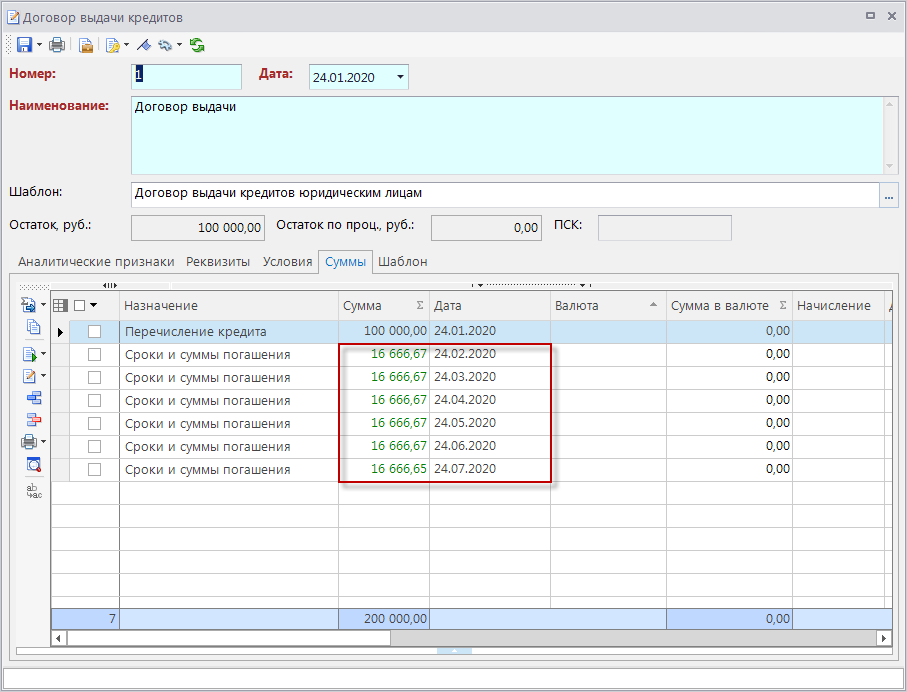 Договор выдачи кредитов
Номер: 1 Дата: 24.01.2020
Наименование: Договор выдачи
Шаблон: Договор выдачи кредитов юридическим лицам ...
Остаток, руб.: 100 000,00 Остаток по проц., руб.: 0,00 ПСК:
Аналитические признаки Реквизиты Условия Суммы Шаблон
Назначение Сумма Σ Дата Валюта Сумма в валюте Σ Начисление
Перечисление кредита 100 000,00 24.01.2020 0,00
Сроки и суммы погашения 16 666,67 24.02.2020 0,00
Сроки и суммы погашения 16 666,67 24.03.2020 0,00
Сроки и суммы погашения 16 666,67 24.04.2020 0,00
Сроки и суммы погашения 16 666,67 24.05.2020 0,00
Сроки и суммы погашения 16 666,67 24.06.2020 0,00
Сроки и суммы погашения 16 666,65 24.07.2020 0,00
7 200 000,00 0,00